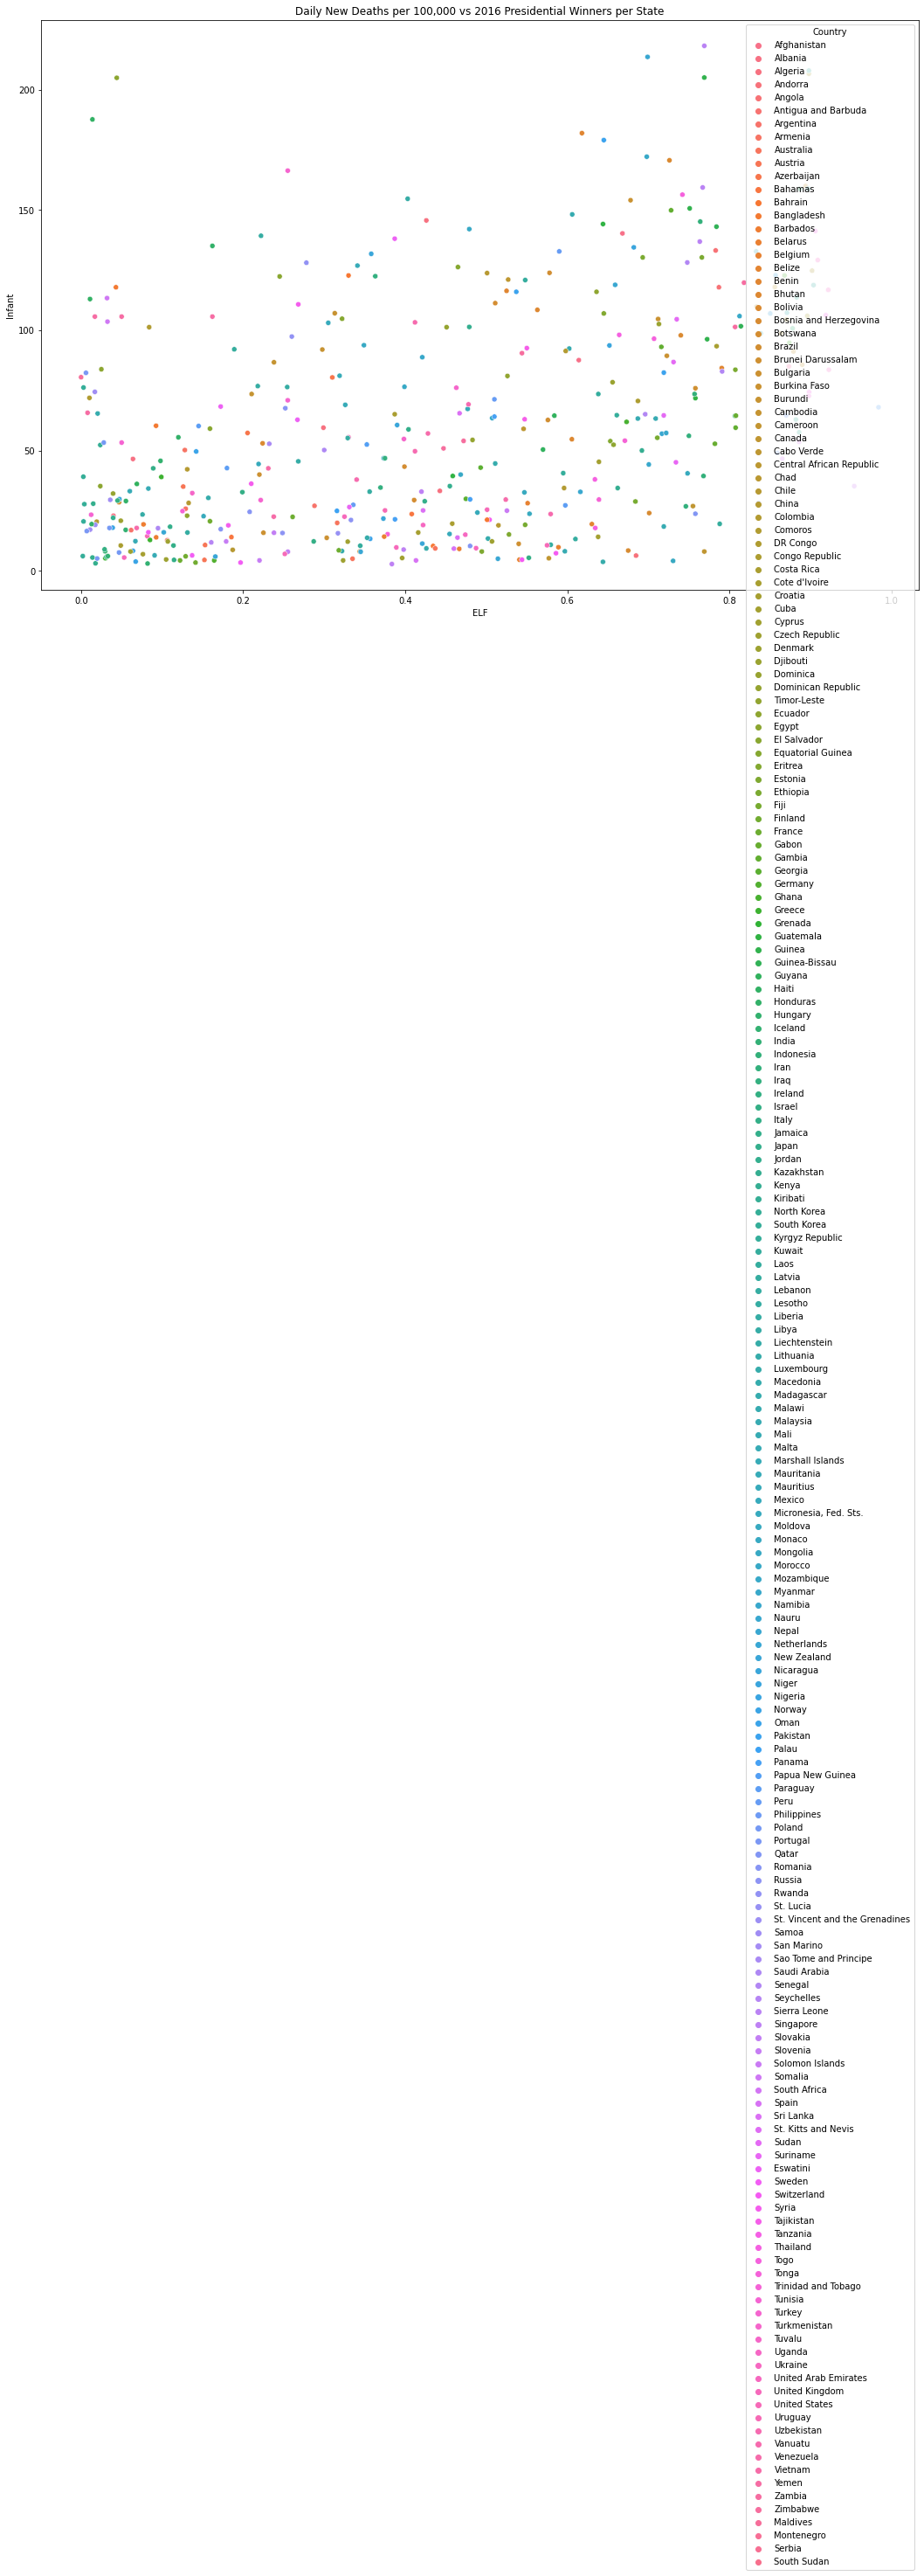 Daily New Deaths per 100,000 vs 2016 Presidential Winners per State
Infant
200
150
100
50
0
0.0
0.2
0.4
0.6
0.8
1.0
ELF
Country
Afghanistan
Albania
Algeria
Andorra
Angola
Antigua and Barbuda
Argentina
Armenia
Australia
Austria
Azerbaijan
Bahamas
Bahrain
Bangladesh
Barbados
Belarus
Belgium
Belize
Benin
Bhutan
Bolivia
Bosnia and Herzegovina
Botswana
Brazil
Brunei Darussalam
Bulgaria
Burkina Faso
Burundi
Cambodia
Cameroon
Canada
Cabo Verde
Central African Republic
Chad
Chile
China
Colombia
Comoros
DR Congo
Congo Republic
Costa Rica
Cote d'Ivoire
Croatia
Cuba
Cyprus
Czech Republic
Denmark
Djibouti
Dominica
Dominican Republic
Timor-Leste
Ecuador
Egypt
El Salvador
Equatorial Guinea
Eritrea
Estonia
Ethiopia
Fiji
Finland
France
Gabon
Gambia
Georgia
Germany
Ghana
Greece
Grenada
Guatemala
Guinea
Guinea-Bissau
Guyana
Haiti
Honduras
Hungary
Iceland
India
Indonesia
Iran
Iraq
Ireland
Israel
Italy
Jamaica
Japan
Jordan
Kazakhstan
Kenya
Kiribati
North Korea
South Korea
Kyrgyz Republic
Kuwait
Laos
Latvia
Lebanon
Lesotho
Liberia
Libya
Liechtenstein
Lithuania
Luxembourg
Macedonia
Madagascar
Malawi
Malaysia
Mali
Malta
Marshall Islands
Mauritania
Mauritius
Mexico
Micronesia, Fed. Sts.
Moldova
Monaco
Mongolia
Morocco
Mozambique
Myanmar
Namibia
Nauru
Nepal
Netherlands
New Zealand
Nicaragua
Niger
Nigeria
Norway
Oman
Pakistan
Palau
Panama
Papua New Guinea
Paraguay
Peru
Philippines
Poland
Portugal
Qatar
Romania
Russia
Rwanda
St. Lucia
St. Vincent and the Grenadines
Samoa
San Marino
Sao Tome and Principe
Saudi Arabia
Senegal
Seychelles
Sierra Leone
Singapore
Slovakia
Slovenia
Solomon Islands
Somalia
South Africa
Spain
Sri Lanka
St. Kitts and Nevis
Sudan
Suriname
Eswatini
Sweden
Switzerland
Syria
Tajikistan
Tanzania
Thailand
Togo
Tonga
Trinidad and Tobago
Tunisia
Turkey
Turkmenistan
Tuvalu
Uganda
Ukraine
United Arab Emirates
United Kingdom
United States
Uruguay
Uzbekistan
Vanuatu
Venezuela
Vietnam
Yemen
Zambia
Zimbabwe
Maldives
Montenegro
Serbia
South Sudan